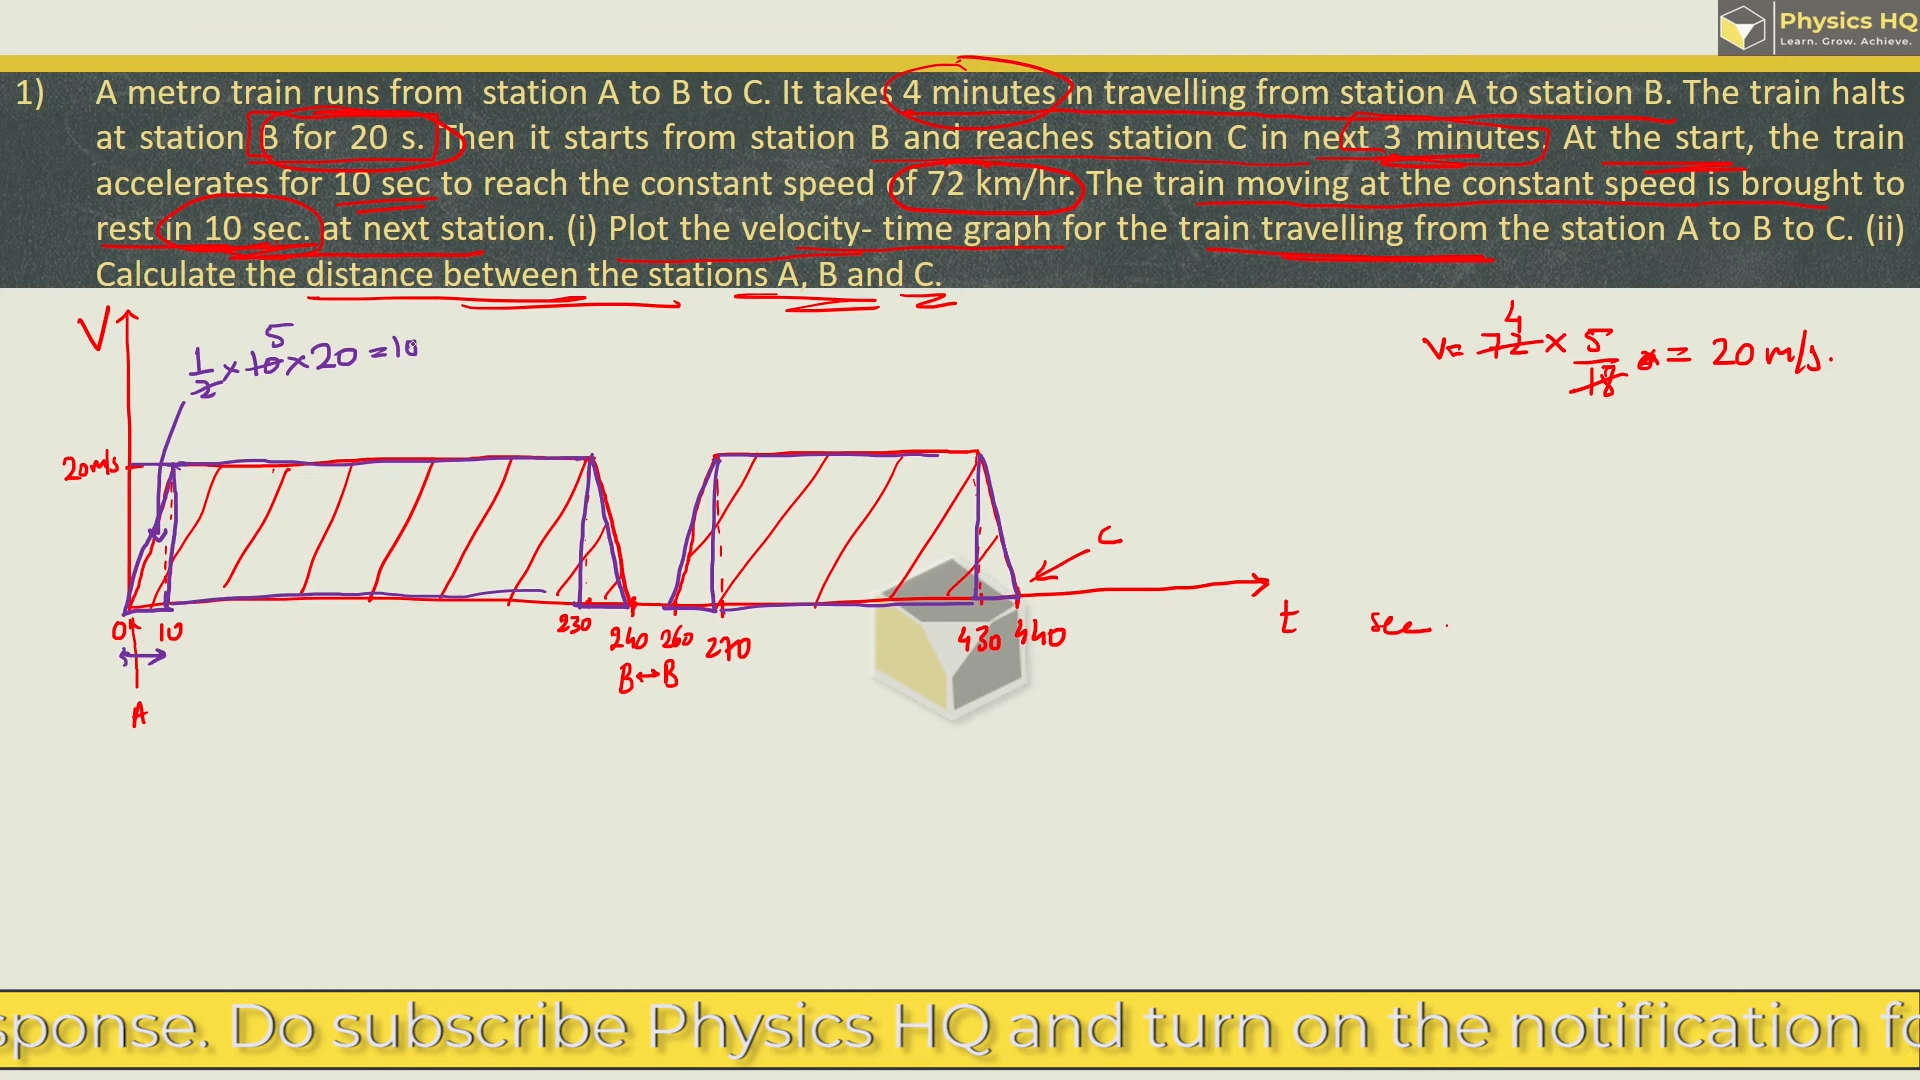 Physics HQ
Learn. Grow. Achieve.
1) A metro train runs from station A to B to C. It takes 4 minutes in travelling from station A to station B. The train halts
at station B for 20 s. Then it starts from station B and reaches station C in next 3 minutes. At the start, the train
accelerates for 10 sec to reach the constant speed of 72 km/hr. The train moving at the constant speed is brought to
rest in 10 sec. at next station. (i) Plot the velocity- time graph for the train travelling from the station A to B to C. (ii)
Calculate the distance between the stations A, B and C.
V
5
1/2 × 10 × 20 = 10
4
V = 72 × 5/18 = 20 m/s.
20 m/s
C
0 10 230 240 260 270 430 440 t sec.
B↔B
A
sponse. Do subscribe Physics HQ and turn on the notification fo